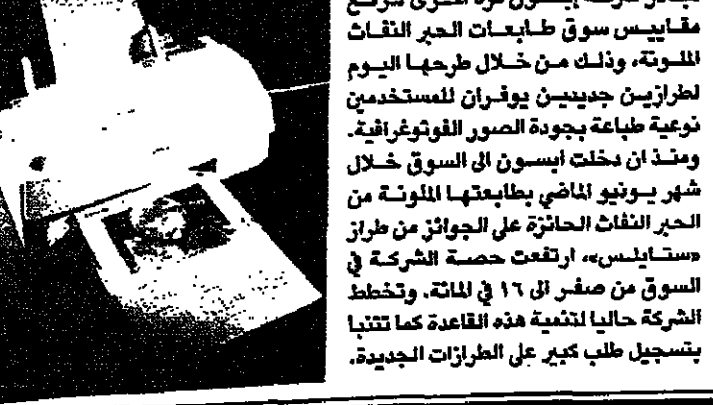 شركة
مقاييس سوق طابعات الحبر النفاث
الملونة، وذلك من خلال طرحها اليوم
لطرازين جديدين يوفران للمستخدمين
نوعية طباعة بجودة الصور الفوتوغرافية.
ومنذ ان دخلت ابسون الى السوق خلال
شهر يونيو الماضي بطابعتها الملونة من
الحبر النفاث الحائزة على الجوائز من طراز
«ستايلس»، ارتفعت حصة الشركة في
السوق من صفر الى ١٦ في المائة. وتخطط
الشركة حاليا لتنمية هذه القاعدة كما تتنبا
بتسجيل طلب كبير على الطرازات الجديدة.